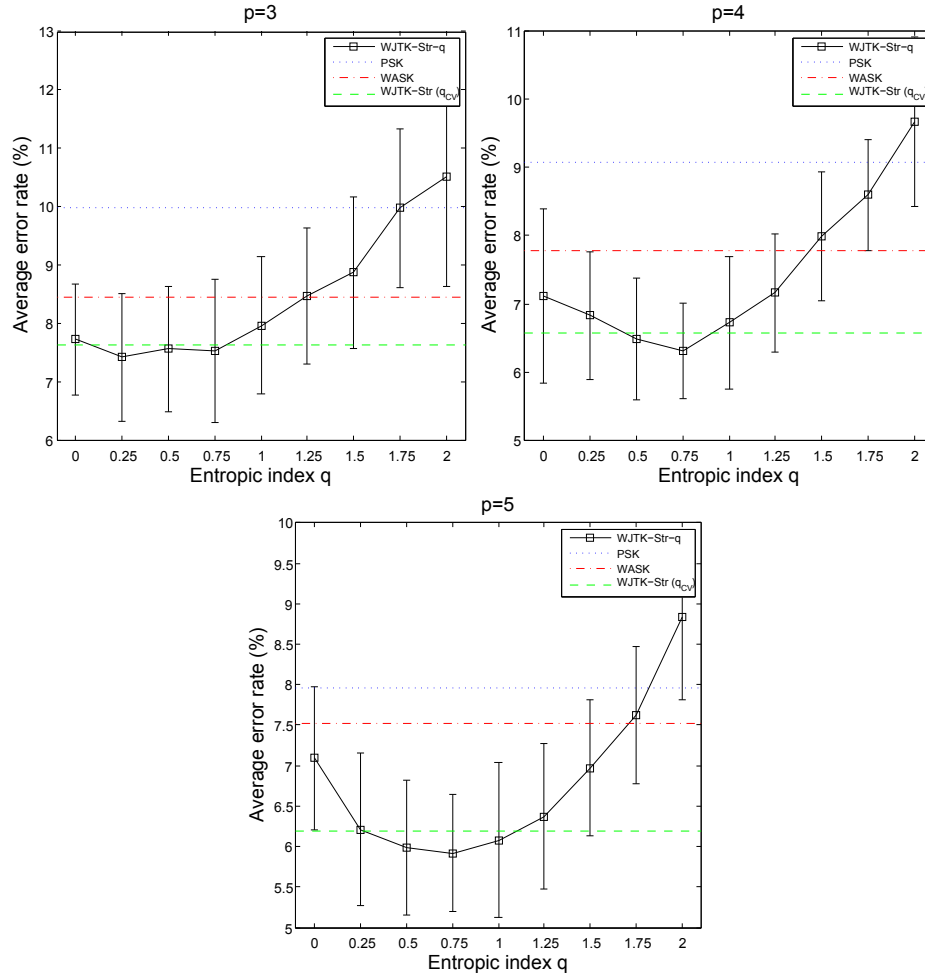 p=3
13
12
11
10
9
8
7
6
Average error rate (%)
WJTK−Str−q
PSK
WASK
WJTK−Str (qCV)
0 0.25 0.5 0.75 1 1.25 1.5 1.75 2
Entropic index q
p=4
11
10
9
8
7
6
5
Average error rate (%)
WJTK−Str−q
PSK
WASK
WJTK−Str (qCV)
0 0.25 0.5 0.75 1 1.25 1.5 1.75 2
Entropic index q
p=5
10
9.5
9
8.5
8
7.5
7
6.5
6
5.5
5
Average error rate (%)
WJTK−Str−q
PSK
WASK
WJTK−Str (qCV)
0 0.25 0.5 0.75 1 1.25 1.5 1.75 2
Entropic index q